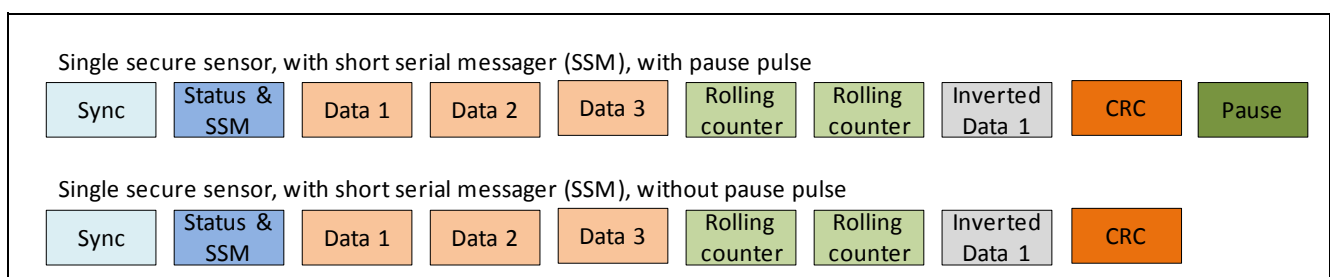 Single secure sensor, with short serial messager (SSM), with pause pulse
Sync
Status &
SSM
Data 1
Data 2
Data 3
Rolling
counter
Rolling
counter
Inverted
Data 1
CRC
Pause
Single secure sensor, with short serial messager (SSM), without pause pulse
Sync
Status &
SSM
Data 1
Data 2
Data 3
Rolling
counter
Rolling
counter
Inverted
Data 1
CRC